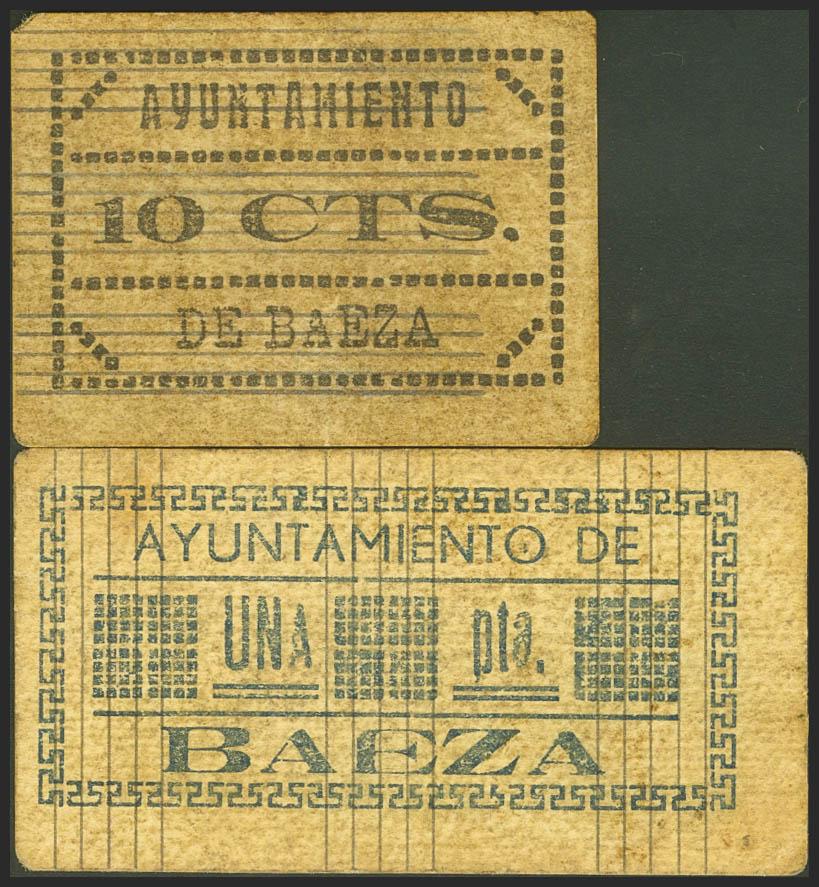 AYUNTAMIENTO
10 CTS.
DE BAEZA
AYUNTAMIENTO DE
UNA pta.
BAEZA